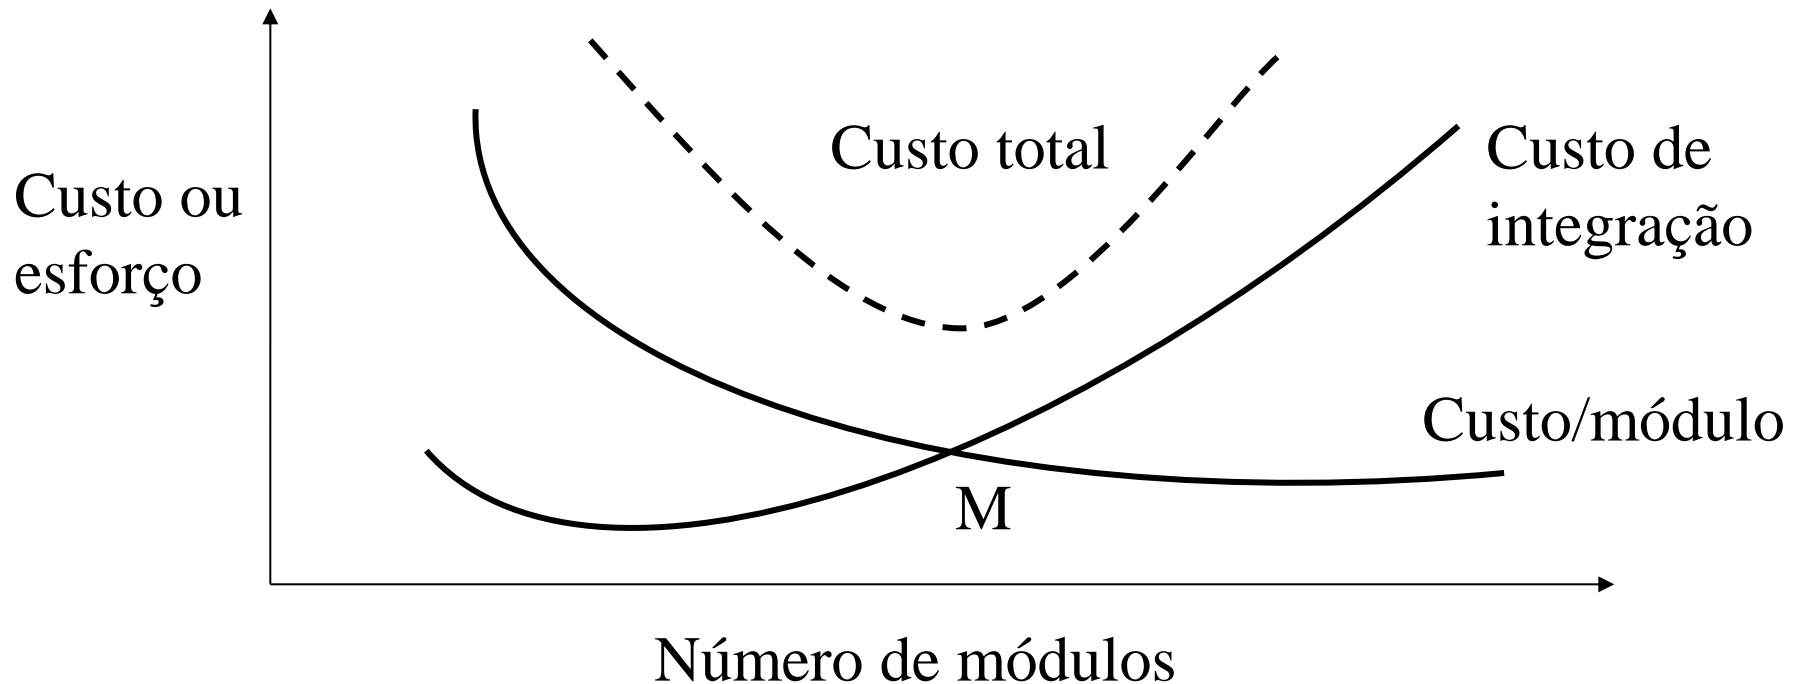 Custo total
Custo de
integração
Custo ou
esforço
Custo/módulo
M
Número de módulos